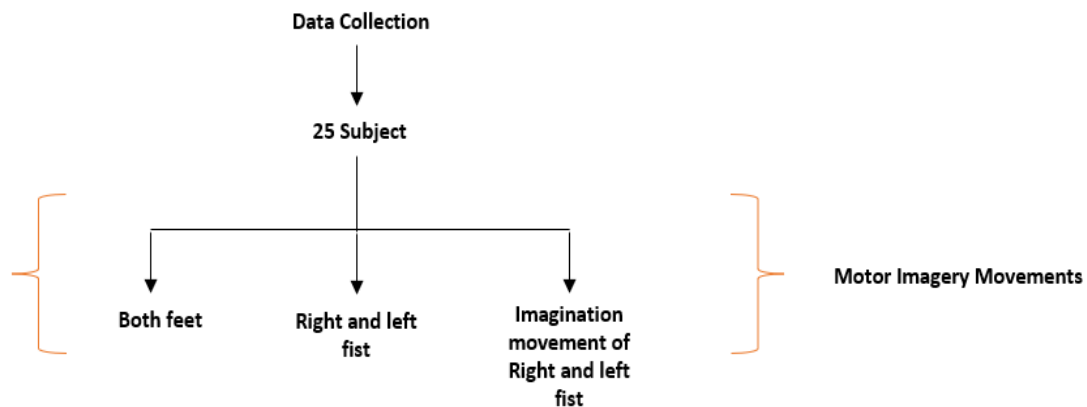 Data Collection
25 Subject
Both feet
Right and left
fist
Imagination
movement of
Right and left
fist
Motor Imagery Movements